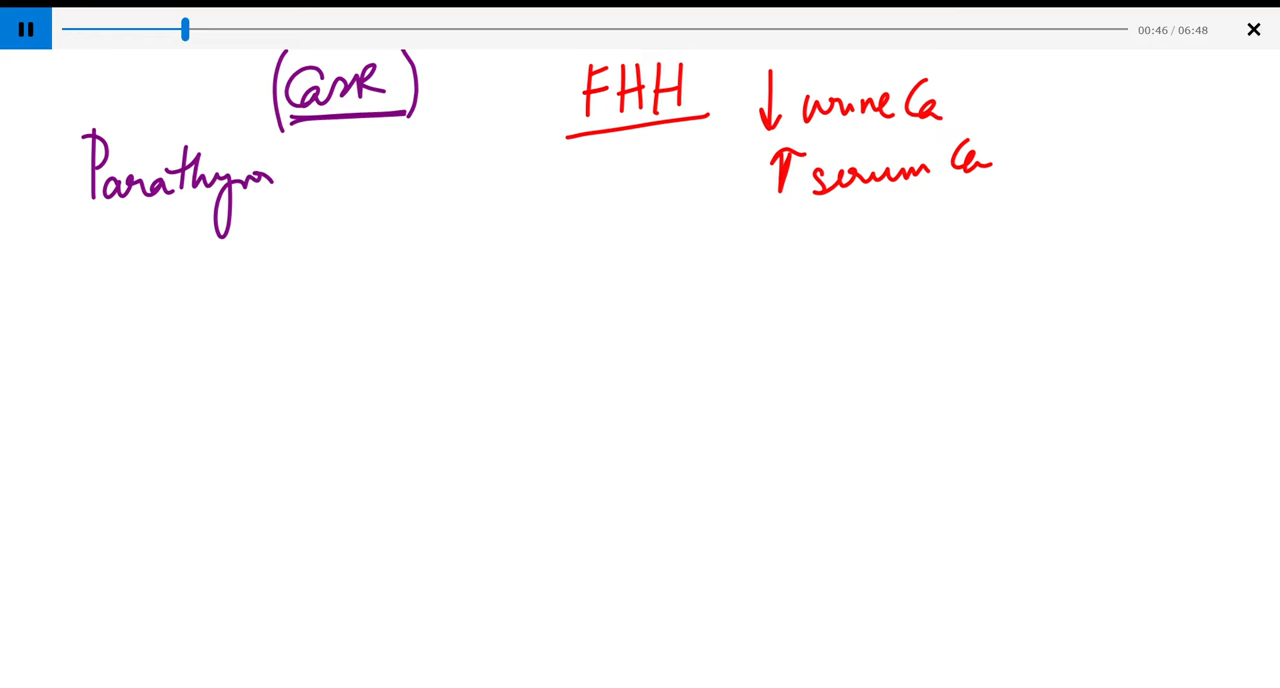 00:46 / 06:48
(CaSR)
FHH
↓ urine Ca
↑ serum Ca
Parathyro